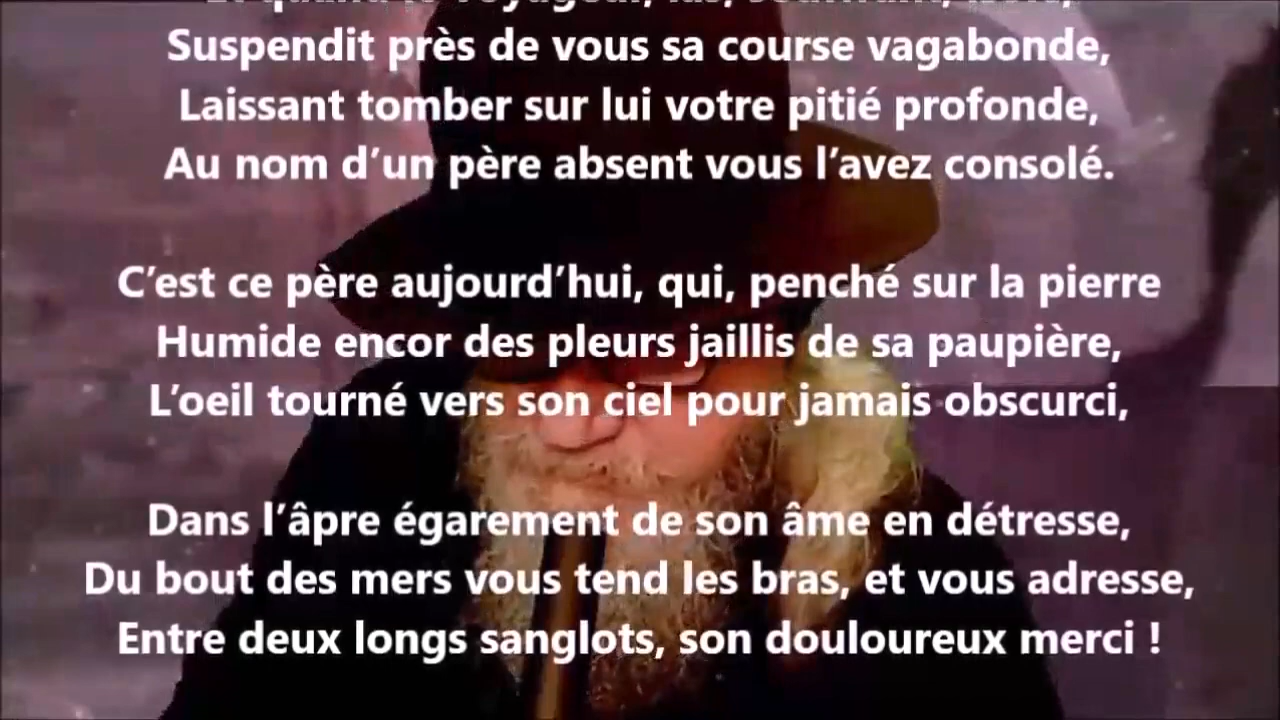 Suspendit près de vous sa course vagabonde,
Laissant tomber sur lui votre pitié profonde,
Au nom d’un père absent vous l’avez consolé.
C’est ce père aujourd’hui, qui, penché sur la pierre
Humide encor des pleurs jaillis de sa paupière,
L’oeil tourné vers son ciel pour jamais obscurci,
Dans l’âpre égarement de son âme en détresse,
Du bout des mers vous tend les bras, et vous adresse,
Entre deux longs sanglots, son douloureux merci !